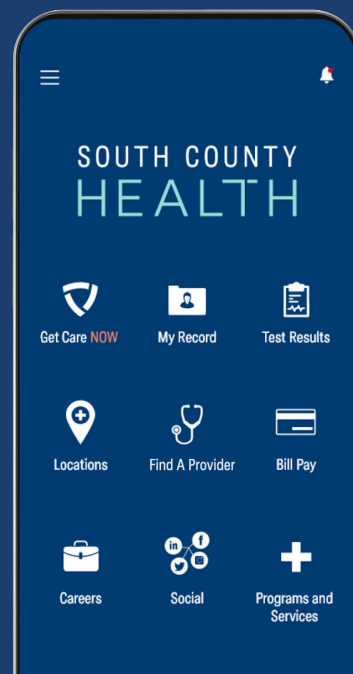 SOUTH COUNTY
HEALTH
Get Care NOW
My Record
Test Results
Locations
Find A Provider
Bill Pay
Careers
in f
Social
Programs and
Services